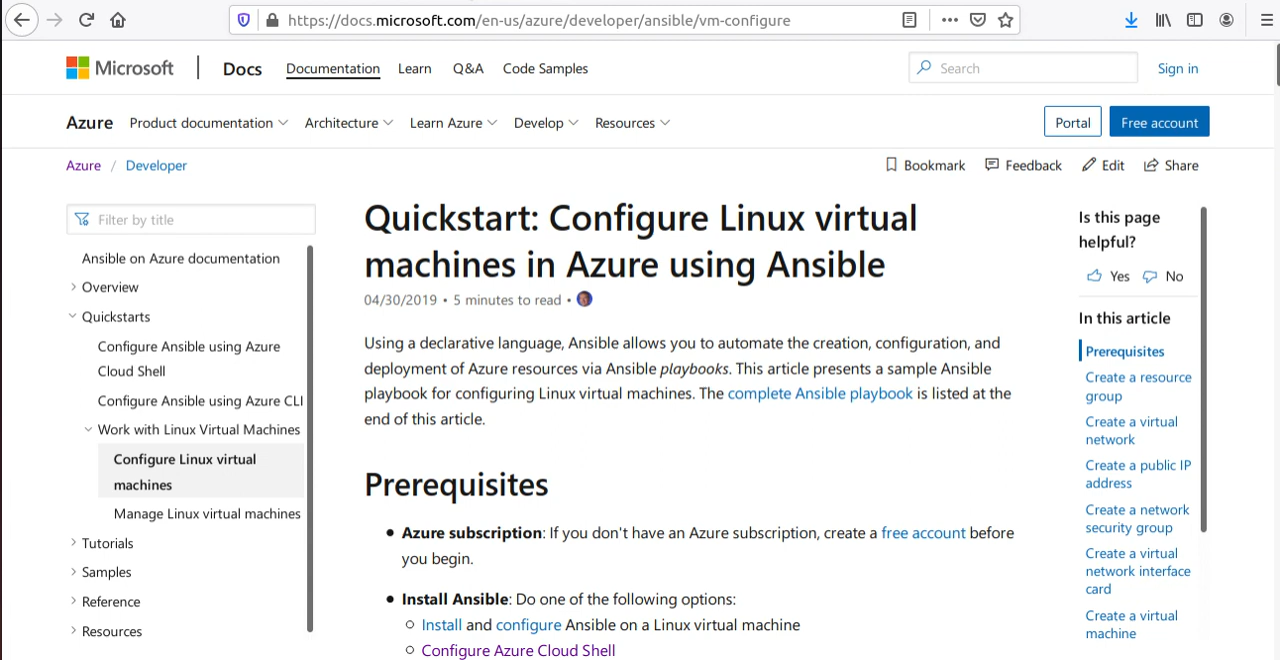 https://docs.microsoft.com/en-us/azure/developer/ansible/vm-configure
Microsoft Docs Documentation Learn Q&A Code Samples Search Sign in
Azure Product documentation Architecture Learn Azure Develop Resources Portal Free account
Azure / Developer Bookmark Feedback Edit Share
Filter by title
Ansible on Azure documentation
Overview
Quickstarts
Configure Ansible using Azure
Cloud Shell
Configure Ansible using Azure CLI
Work with Linux Virtual Machines
Configure Linux virtual
machines
Manage Linux virtual machines
Tutorials
Samples
Reference
Resources
Quickstart: Configure Linux virtual
machines in Azure using Ansible
04/30/2019 • 5 minutes to read •
Using a declarative language, Ansible allows you to automate the creation, configuration, and
deployment of Azure resources via Ansible playbooks. This article presents a sample Ansible
playbook for configuring Linux virtual machines. The complete Ansible playbook is listed at the
end of this article.
Prerequisites
• Azure subscription: If you don't have an Azure subscription, create a free account before
you begin.
• Install Ansible: Do one of the following options:
○ Install and configure Ansible on a Linux virtual machine
○ Configure Azure Cloud Shell
Is this page
helpful?
Yes No
In this article
Prerequisites
Create a resource
group
Create a virtual
network
Create a public IP
address
Create a network
security group
Create a virtual
network interface
card
Create a virtual
machine